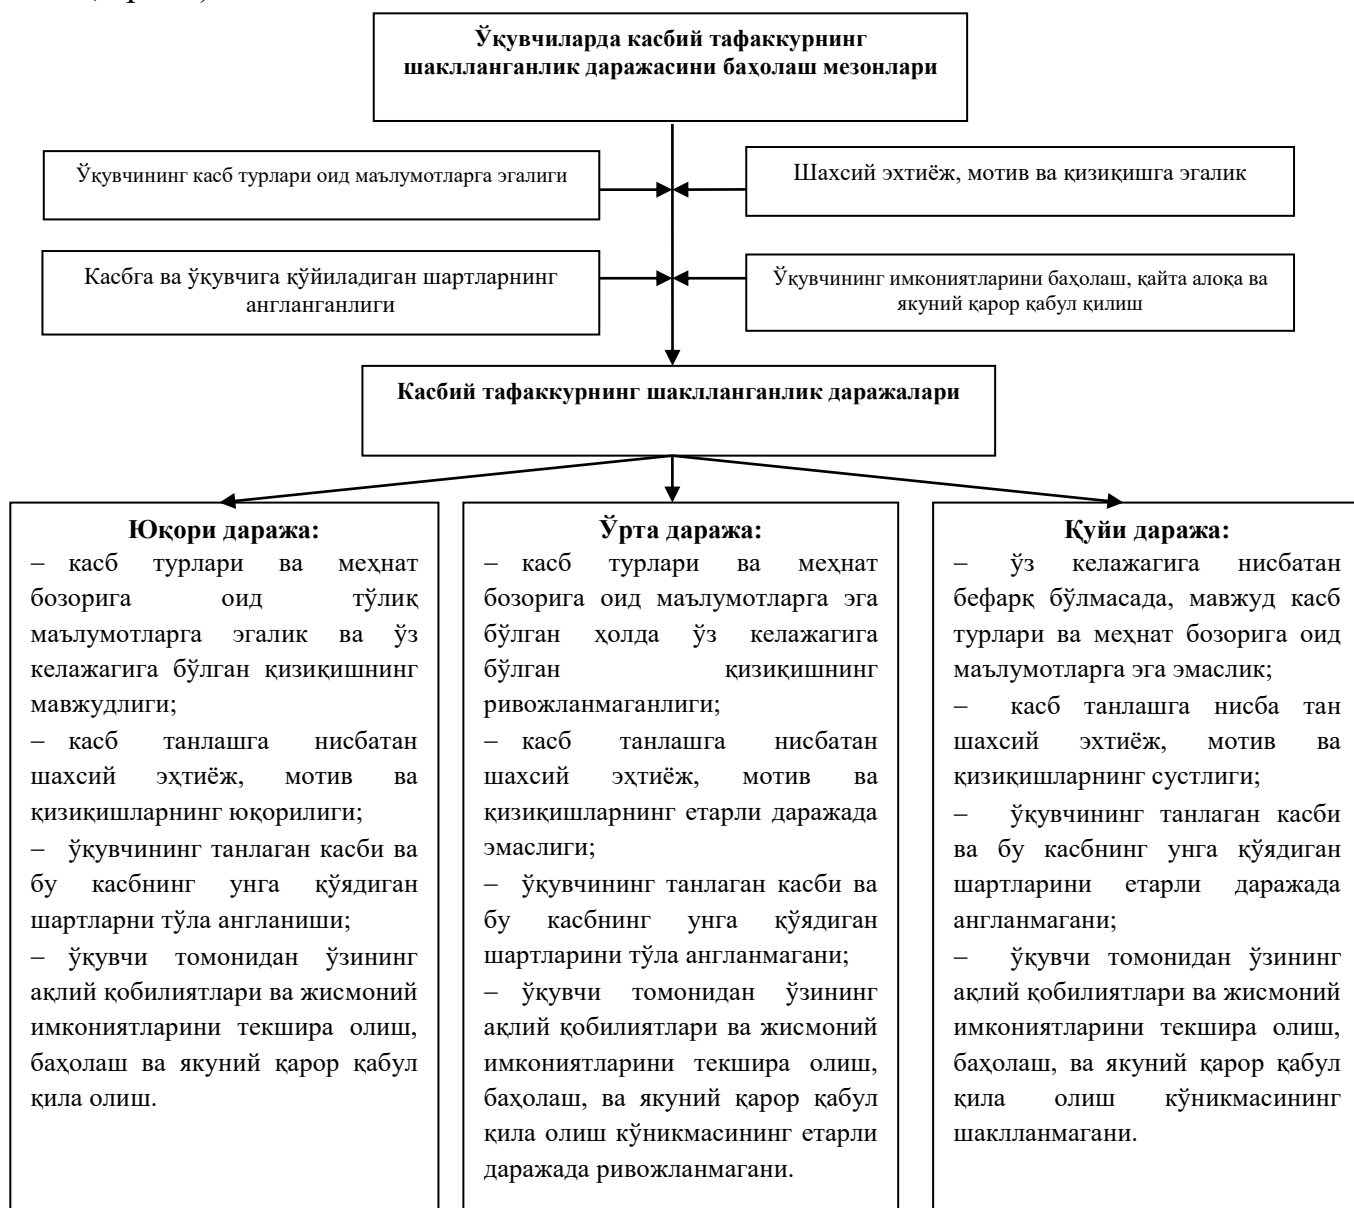 Ўқувчиларда касбий тафаккурнинг
шаклланганлик даражасини баҳолаш мезонлари
Ўқувчининг касб турлари оид маълумотларга эгалиги
Шахсий эхтиёж, мотив ва қизиқишга эгалик
Касбга ва ўқувчига қўйиладиган шартларнинг
англанганлиги
Ўқувчининг имкониятларини баҳолаш, қайта алоқа ва
якуний қарор қабул қилиш
Касбий тафаккурнинг шаклланганлик даражалари
Юқори даража:
– касб турлари ва меҳнат
бозорига оид тўлиқ
маълумотларга эгалик ва ўз
келажагига бўлган қизиқишнинг
мавжудлиги;
– касб танлашга нисбатан
шахсий эҳтиёж, мотив ва
қизиқишларнинг юқорилиги;
– ўқувчининг танлаган касби ва
бу касбнинг унга қўядиган
шартларни тўла англаниши;
– ўқувчи томонидан ўзининг
ақлий қобилиятлари ва жисмоний
имкониятларини текшира олиш,
баҳолаш ва якуний қарор қабул
қила олиш.
Ўрта даража:
– касб турлари ва меҳнат
бозорига оид маълумотларга эга
бўлган ҳолда ўз келажагига
бўлган қизиқишнинг
ривожланмаганлиги;
– касб танлашга нисбатан
шахсий эҳтиёж, мотив ва
қизиқишларнинг етарли даражада
эмаслиги;
– ўқувчининг танлаган касби ва
бу касбнинг унга қўядиган
шартларини тўла англанмагани;
– ўқувчи томонидан ўзининг
ақлий қобилиятлари ва жисмоний
имкониятларини текшира олиш,
баҳолаш, ва якуний қарор қабул
қила олиш кўникмасининг етарли
даражада ривожланмагани.
Қуйи даража:
– ўз келажагига нисбатан
бефарқ бўлмасада, мавжуд касб
турлари ва меҳнат бозорига оид
маълумотларга эга эмаслик;
– касб танлашга нисба тан
шахсий эҳтиёж, мотив ва
қизиқишларнинг сустлиги;
– ўқувчининг танлаган касби
ва бу касбнинг унга қўядиган
шартларини етарли даражада
англанмагани;
– ўқувчи томонидан ўзининг
ақлий қобилиятлари ва жисмоний
имкониятларини текшира олиш,
баҳолаш, ва якуний қарор қабул
қила олиш кўникмасининг
шаклланмагани.